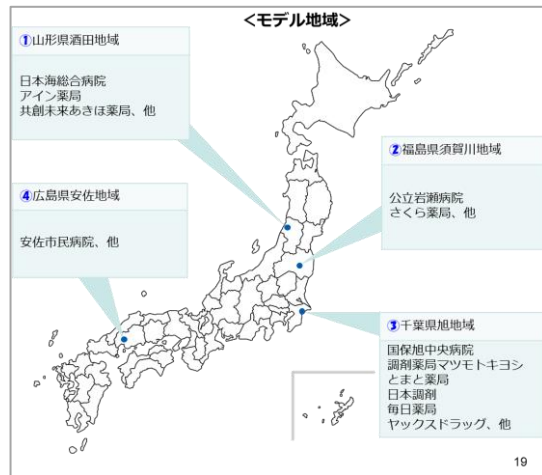 ＜モデル地域＞
①山形県酒田地域
日本海総合病院
アイン薬局
共創未来あきほ薬局、他
②福島県須賀川地域
公立岩瀬病院
さくら薬局、他
③千葉県旭地域
国保旭中央病院
調剤薬局マツモトキヨシ
とまと薬局
日本調剤
毎日薬局
ヤックスドラッグ、他
④広島県安佐地域
安佐市民病院、他
19